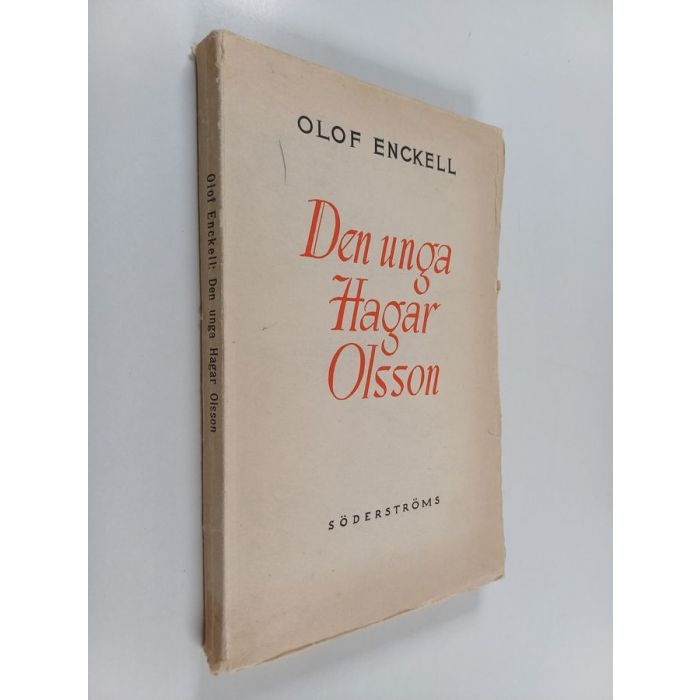 OLOF ENCKELL
Den unga
Hagar
Olsson
SÖDERSTRÖMS
Olof Enckell: Den unga Hagar Olsson